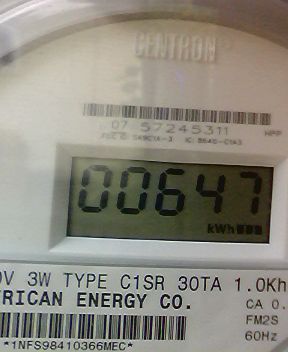 CENTRON
07 57245311
00647
kWh
0V 3W TYPE C1SR 30TA 1.0Kh
RICAN ENERGY CO.
CA 0.
FM2S
60Hz
*1NFS98410366MEC*